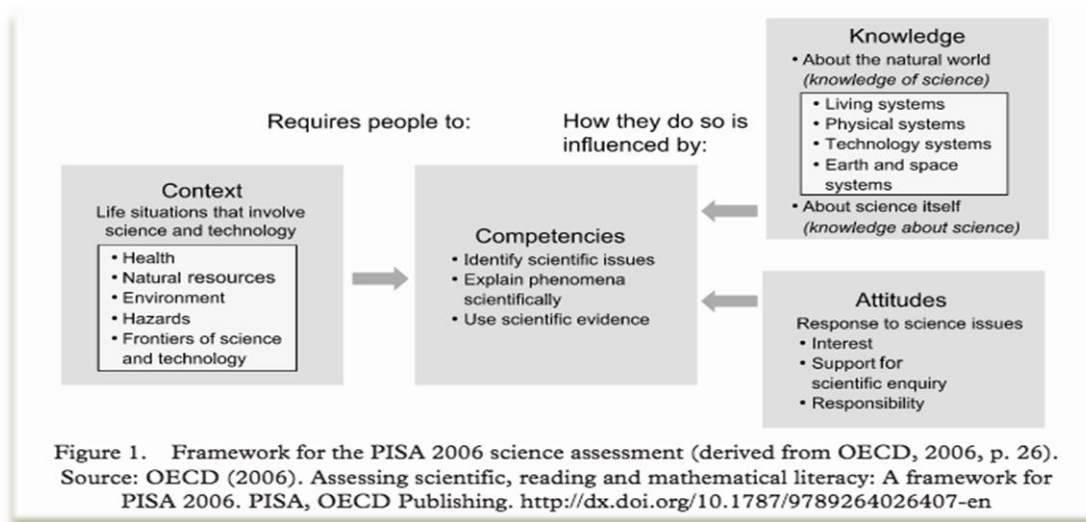 Requires people to:
How they do so is
influenced by:
Context
Life situations that involve
science and technology
• Health
• Natural resources
• Environment
• Hazards
• Frontiers of science
and technology
Competencies
• Identify scientific issues
• Explain phenomena
scientifically
• Use scientific evidence
Knowledge
• About the natural world
(knowledge of science)
• Living systems
• Physical systems
• Technology systems
• Earth and space
systems
• About science itself
(knowledge about science)
Attitudes
Response to science issues
• Interest
• Support for
scientific enquiry
• Responsibility
Figure 1. Framework for the PISA 2006 science assessment (derived from OECD, 2006, p. 26).
Source: OECD (2006). Assessing scientific, reading and mathematical literacy: A framework for
PISA 2006. PISA, OECD Publishing. http://dx.doi.org/10.1787/9789264026407-en